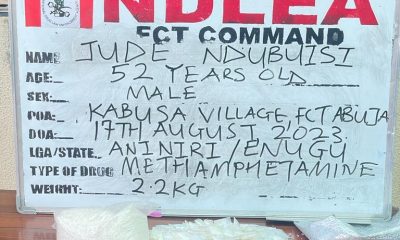 NDLEA
FCT COMMAND
NAME: JUDE NDUBUISI
AGE: 52 YEARS OLD
SEX: MALE
POA: KABUSA VILLAGE, FCT ABUJA
DOA: 17TH AUGUST, 2023.
LGA/STATE: ANINIRI/ENUGU
TYPE OF DRUG METHAMPHETAMINE
WEIGHT: 2.2KG